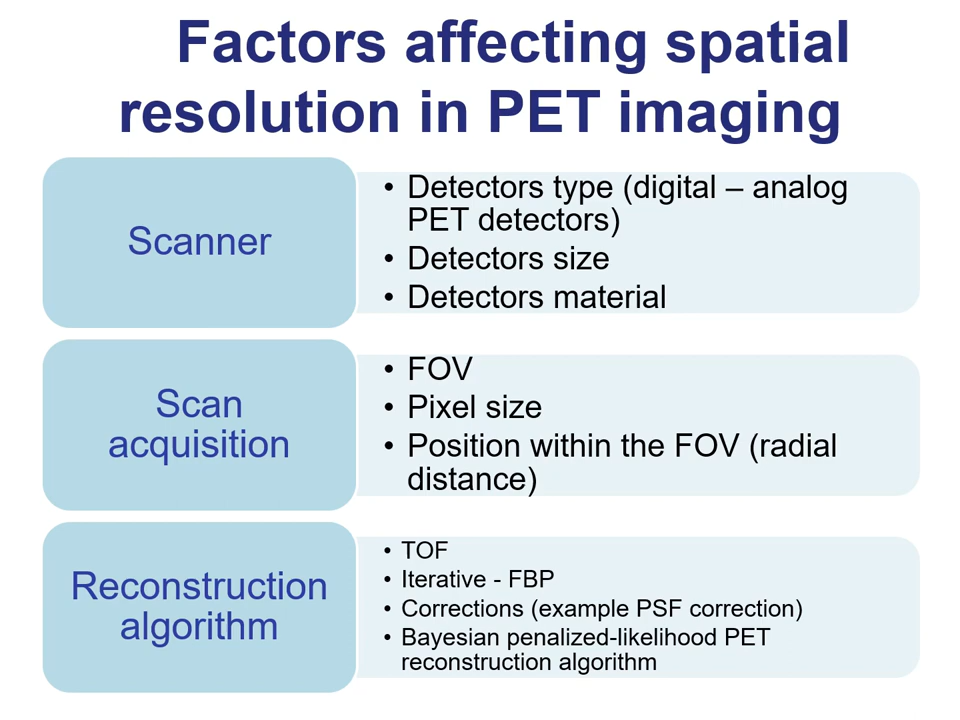 Factors affecting spatial
resolution in PET imaging
Scanner
• Detectors type (digital – analog
PET detectors)
• Detectors size
• Detectors material
Scan
acquisition
• FOV
• Pixel size
• Position within the FOV (radial
distance)
Reconstruction
algorithm
• TOF
• Iterative - FBP
• Corrections (example PSF correction)
• Bayesian penalized-likelihood PET
reconstruction algorithm